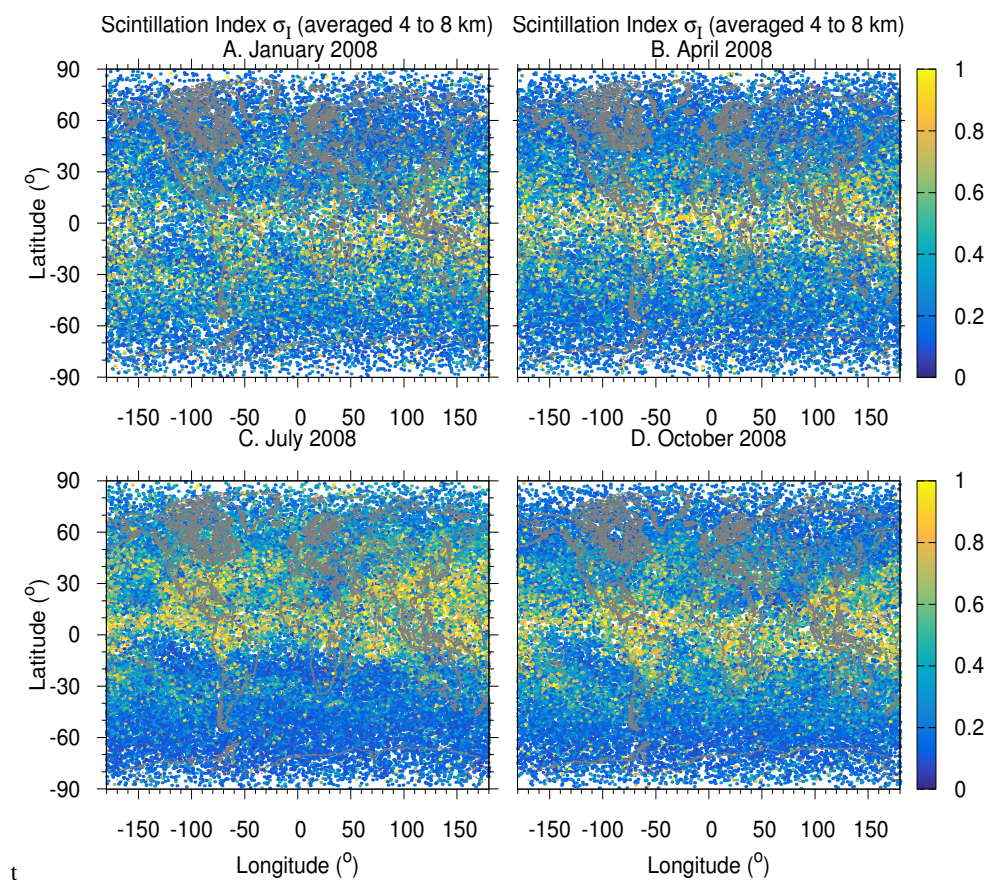 Scintillation Index σI (averaged 4 to 8 km) Scintillation Index σI (averaged 4 to 8 km)
A. January 2008 B. April 2008
90
60
30
0
-30
-60
-90
Latitude (o)
-150 -100 -50 0 50 100 150
-150 -100 -50 0 50 100 150
1
0.8
0.6
0.4
0.2
0
C. July 2008 D. October 2008
90
60
30
0
-30
-60
-90
Latitude (o)
-150 -100 -50 0 50 100 150
-150 -100 -50 0 50 100 150
1
0.8
0.6
0.4
0.2
0
Longitude (o) Longitude (o)
t